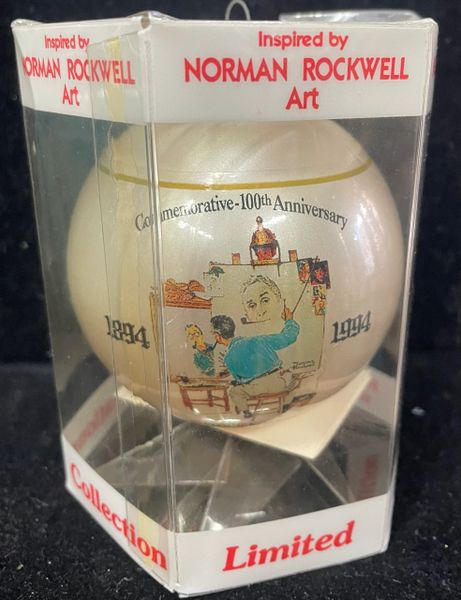 Inspired by
NORMAN ROCKWELL
Art
Inspired by
NORMAN ROCKWELL
Art
Commemorative-100th Anniversary
1894
1994
Collection
Limited